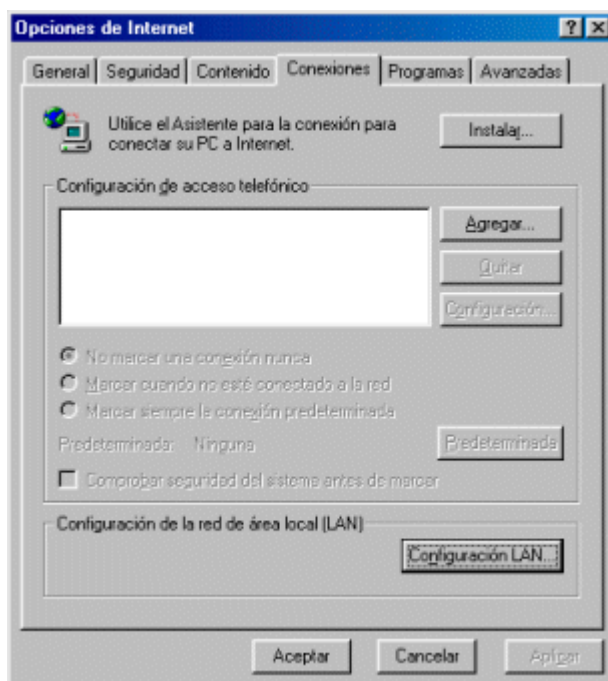 Opciones de Internet
General Seguridad Contenido Conexiones Programas Avanzadas
Utilice el Asistente para la conexión para
conectar su PC a Internet.
Instalar...
Configuración de acceso telefónico
Agregar...
Quitar
Configuración...
No marcar una conexión nunca
Marcar cuando no esté conectado a la red
Marcar siempre la conexión predeterminada
Predeterminada: Ninguna
Predeterminada
Comprobar seguridad del sistema antes de marcar
Configuración de la red de área local (LAN)
Configuración LAN...
Aceptar Cancelar Aplicar